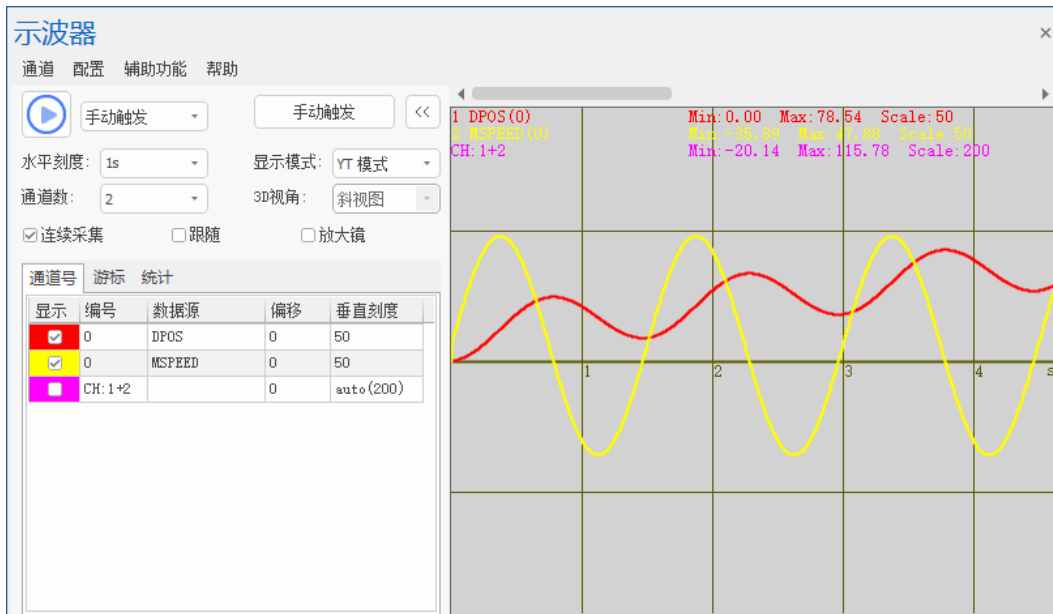 示波器
×
通道 配置 辅助功能 帮助
手动触发 手动触发 <<
水平刻度: 1s 显示模式: YT 模式
通道数: 2 3D视角: 斜视图
连续采集 跟随 放大镜
通道号 游标 统计
显示 编号 数据源 偏移 垂直刻度
0 DPOS 0 50
0 MSPEED 0 50
CH:1+2 0 auto(200)
1 DPOS(0) Min:0.00 Max:78.54 Scale:50
2 MSPEED(0) Min:-35.89 Max:47.88 Scale:50
CH:1+2 Min:-20.14 Max:115.78 Scale:200
1 2 3 4 s